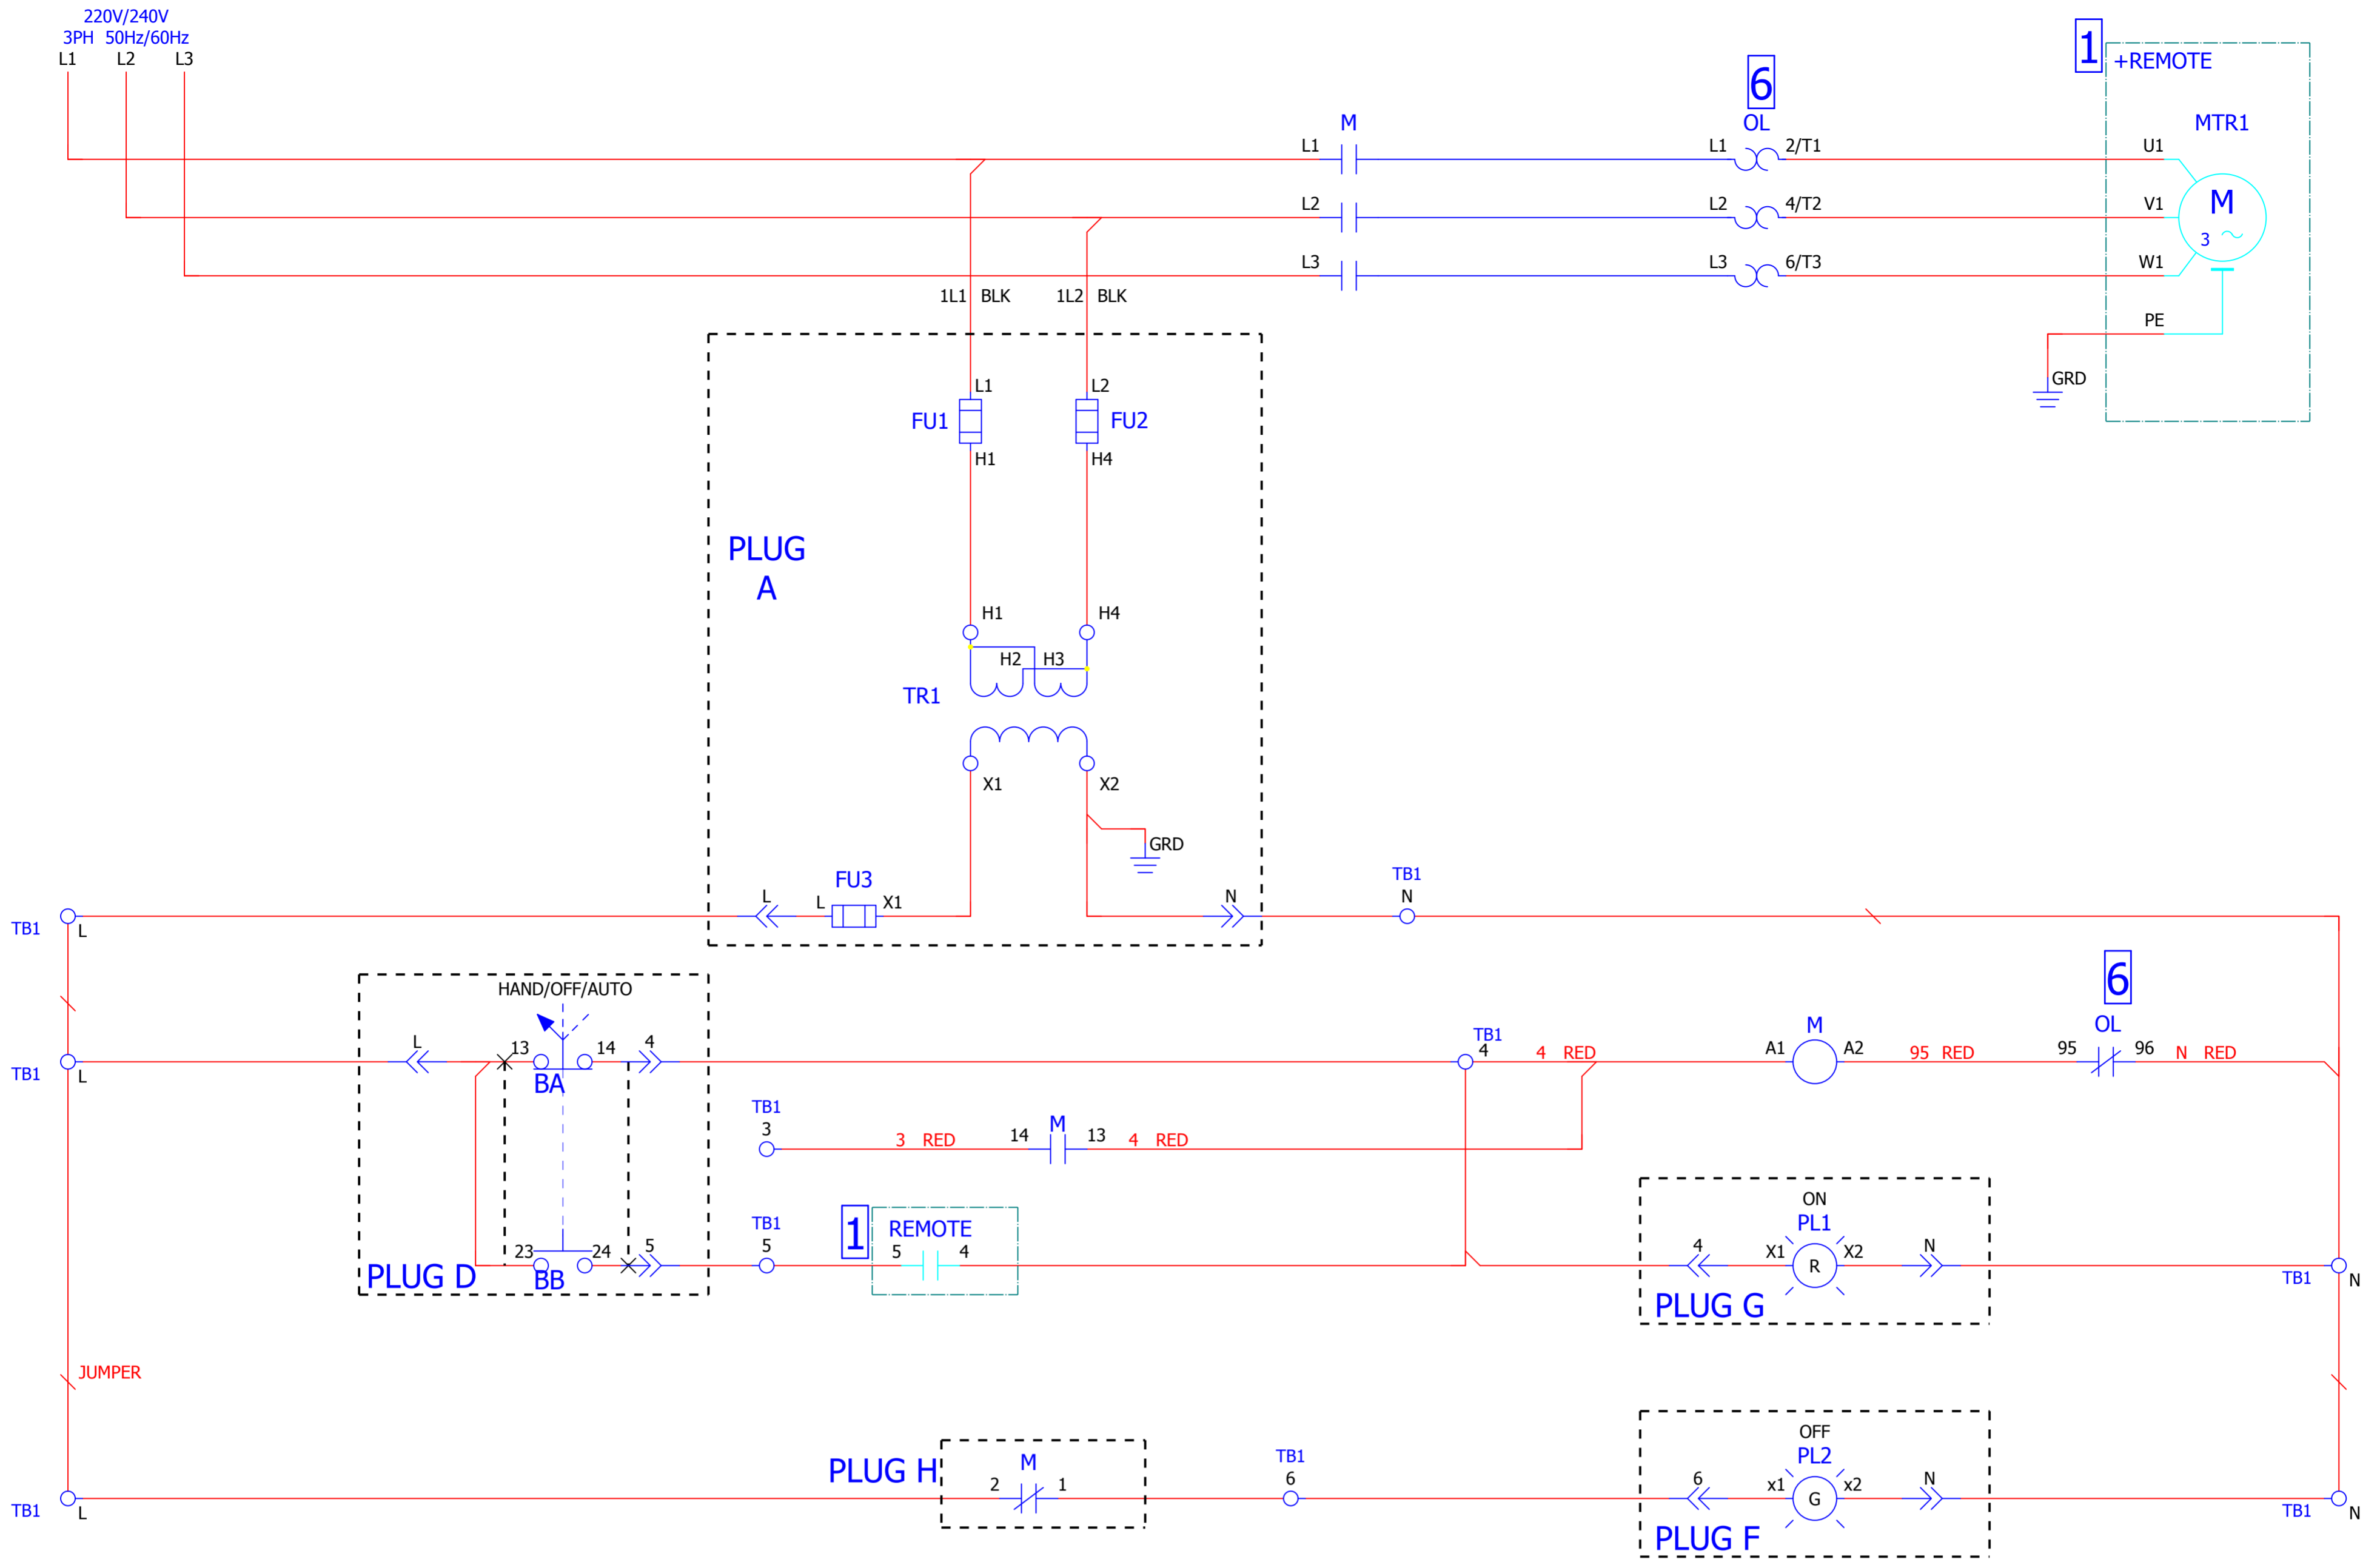 220V/240V
3PH 50Hz/60Hz
L1 L2 L3
1
+REMOTE
6
M OL MTR1
L1 L1 2/T1 U1
M
L2 L2 4/T2 V1
3
L3 L3 6/T3 W1
1L1 BLK 1L2 BLK
PE
GRD
L1 L2
FU1 FU2
H1 H4
PLUG
A
H1 H4
H2 H3
TR1
X1 X2
GRD
FU3
L L X1 N
TB1
N
TB1 L
HAND/OFF/AUTO
6
L 13 14 4
BA
TB1
4
4 RED
M
A1 A2
95 RED
OL
95 96
N RED
TB1 L
TB1
3
3 RED
14 M 13
4 RED
ON
PL1
TB1
5
1
REMOTE
5 4
23 24 5
BB
PLUG D
4 X1 R X2 N
PLUG G
TB1 N
JUMPER
OFF
PL2
PLUG H
M
2 1
TB1
6
6 x1 G x2 N
PLUG F
TB1 L
TB1 N